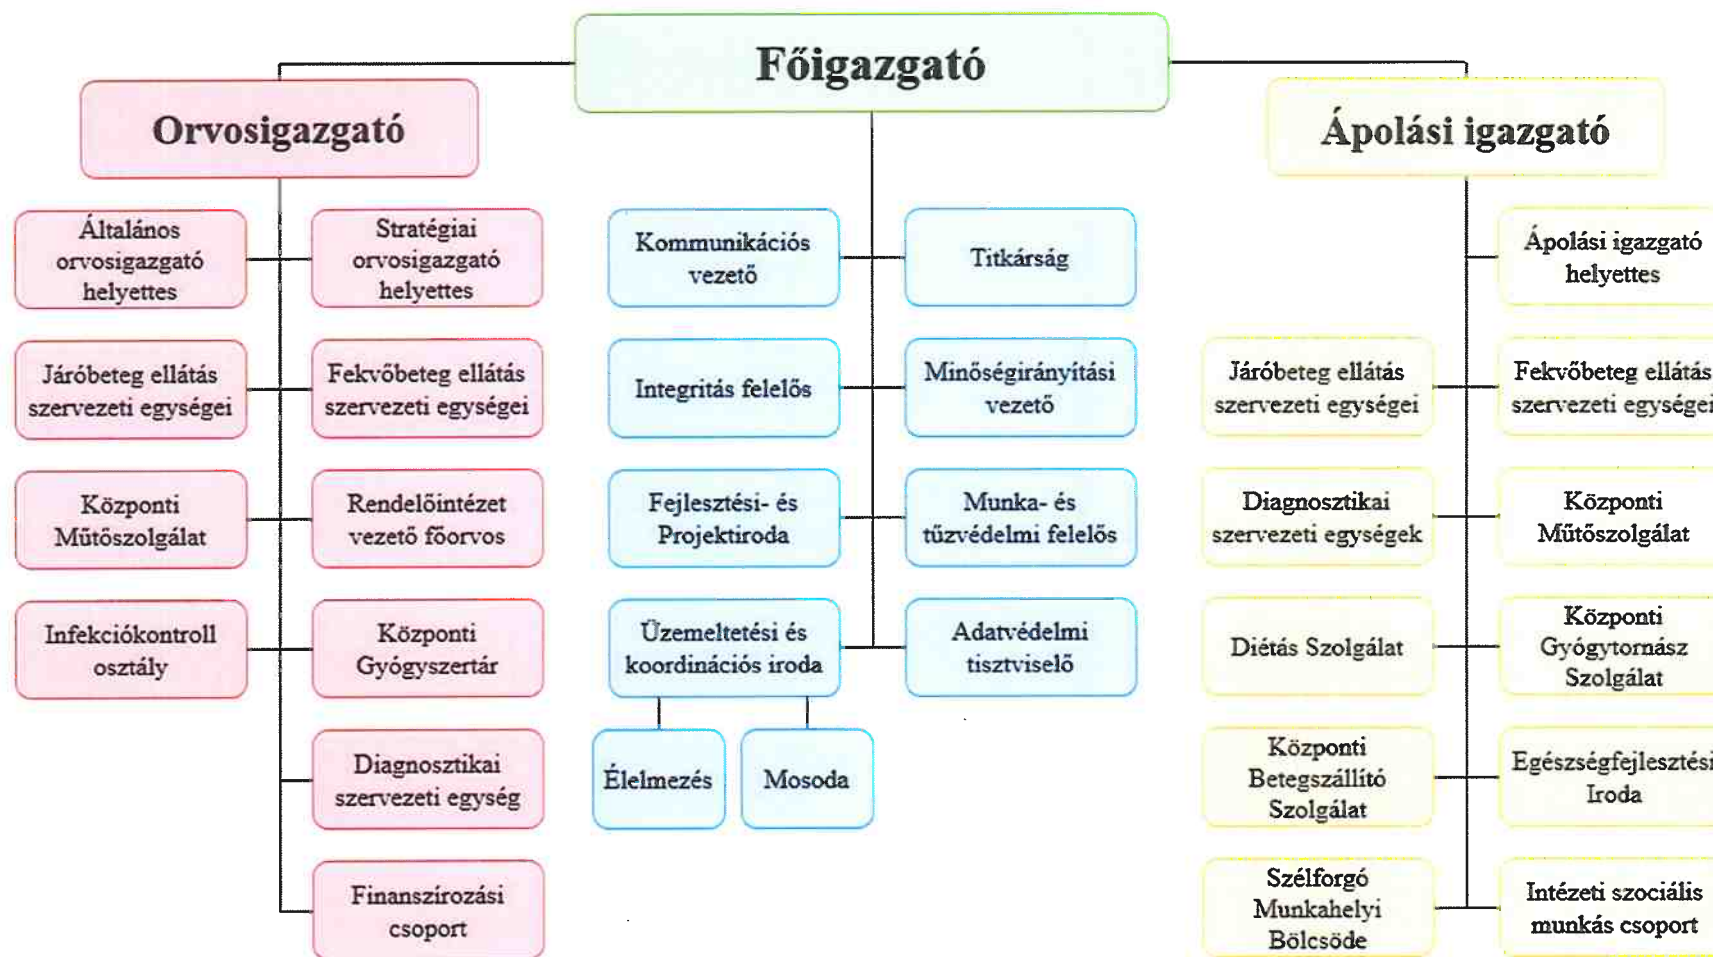 Főigazgató
Orvosigazgató
Ápolási igazgató
Általános
orvosigazgató
helyettes
Stratégiai
orvosigazgató
helyettes
Kommunikációs
vezető
Titkárság
Ápolási igazgató
helyettes
Járóbeteg ellátás
szervezeti egységei
Fekvőbeteg ellátás
szervezeti egységei
Integritás felelős
Minőségirányítási
vezető
Járóbeteg ellátás
szervezeti egységei
Fekvőbeteg ellátás
szervezeti egységei
Központi
Műtőszolgálat
Rendelőintézet
vezető főorvos
Fejlesztési- és
Projektiroda
Munka- és
tűzvédelmi felelős
Diagnosztikai
szervezeti egységek
Központi
Műtőszolgálat
Infekciókontroll
osztály
Központi
Gyógyszertár
Üzemeltetési és
koordinációs iroda
Adatvédelmi
tisztviselő
Diétás Szolgálat
Központi
Gyógytornász
Szolgálat
Diagnosztikai
szervezeti egység
Élelmezés
Mosoda
Központi
Betegszállító
Szolgálat
Egészségfejlesztési
Iroda
Finanszírozási
csoport
Szélforgó
Munkahelyi
Bölcsöde
Intézeti szociális
munkás csoport